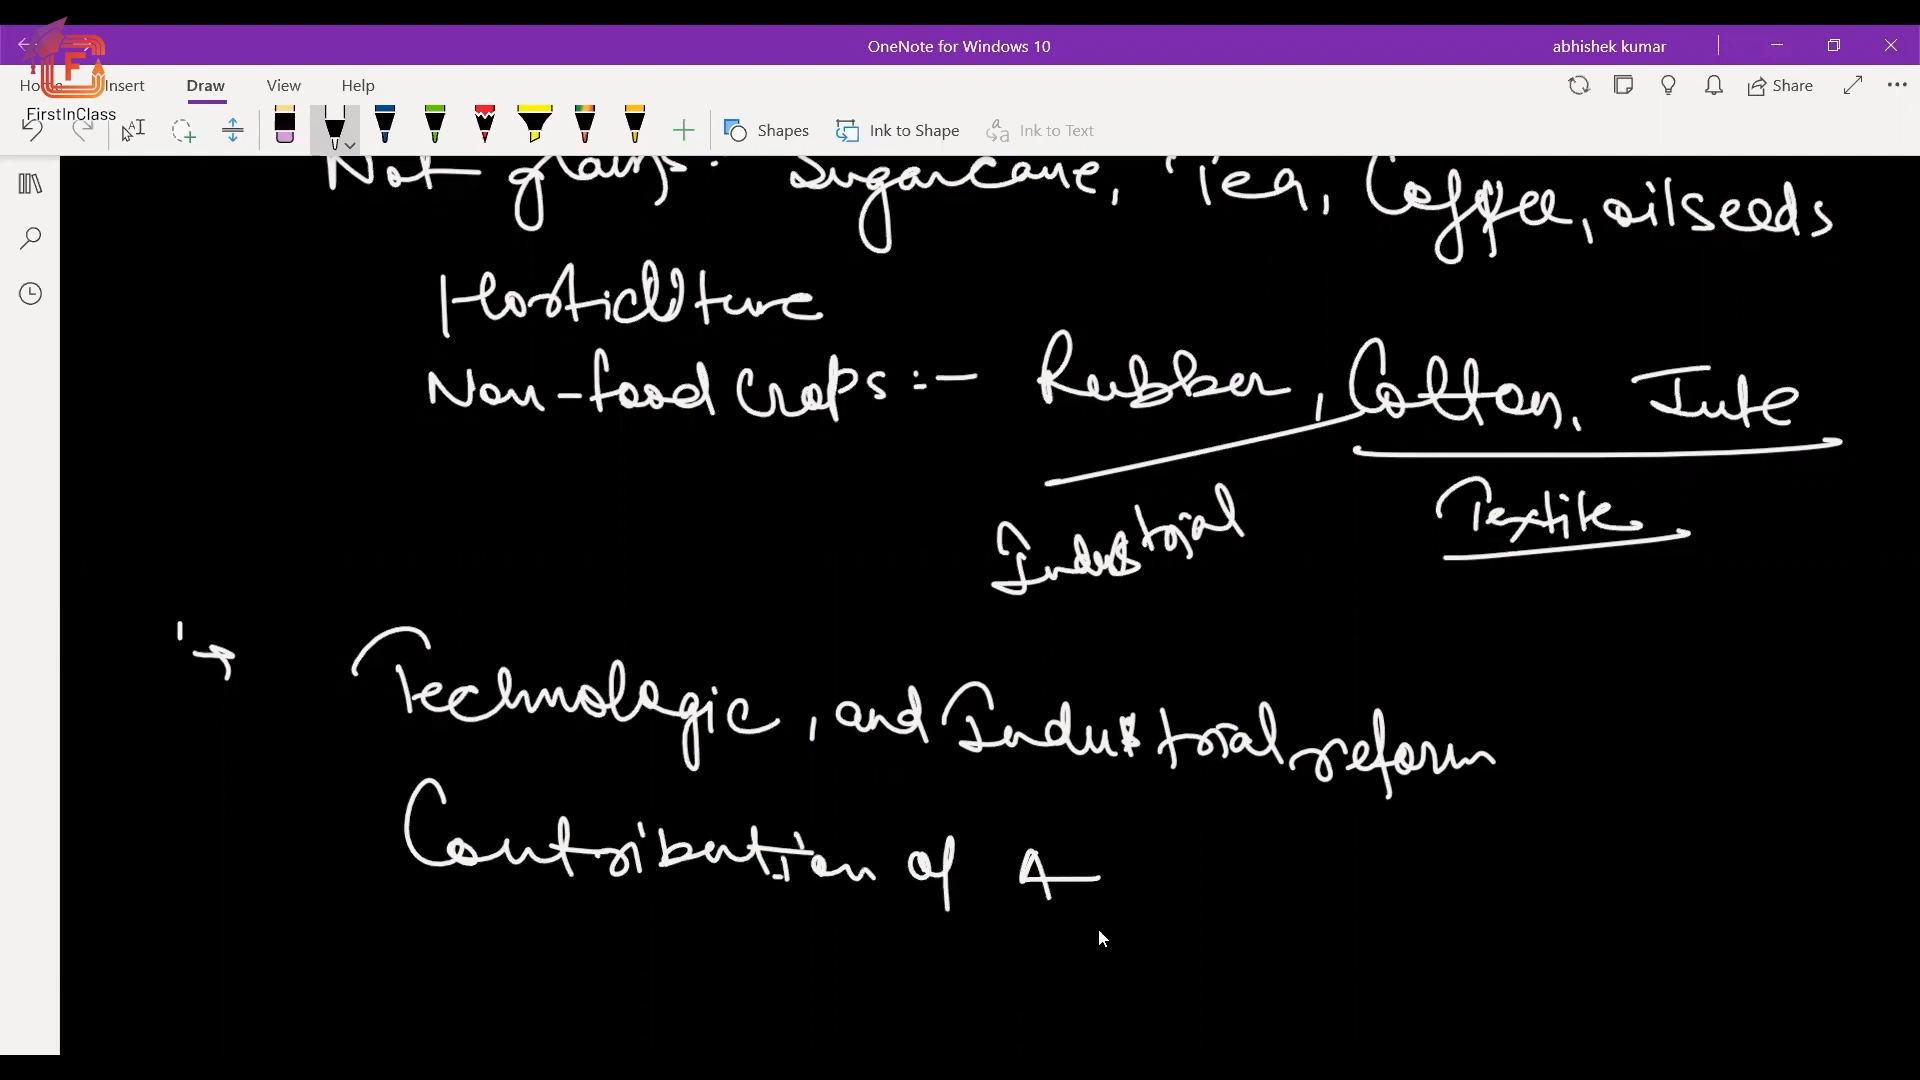 OneNote for Windows 10
abhishek kumar
Home Insert Draw View Help
Share
FirstInClass
Shapes Ink to Shape Ink to Text
Not grains: Sugarcane, Tea, Coffee, oilseeds
Horticulture
Non-food Crops :- Rubber, Cotton, Jute
Industrial Textile
Technologic, and Industrial reform
Contribution of A